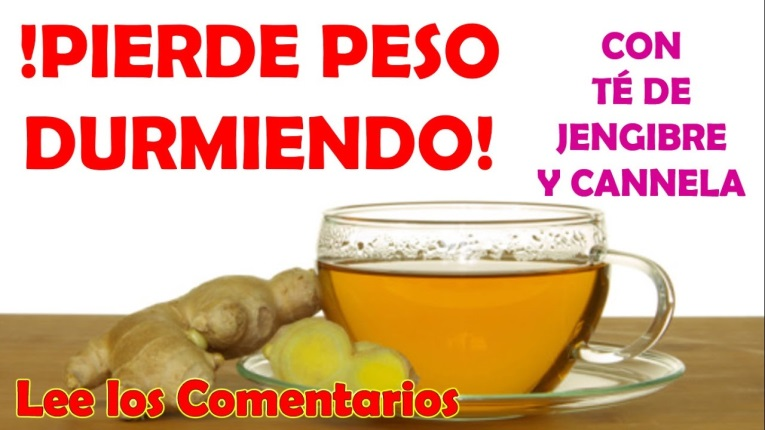 !PIERDE PESO
DURMIENDO!
CON
TÉ DE
JENGIBRE
Y CANNELA
Lee los Comentarios